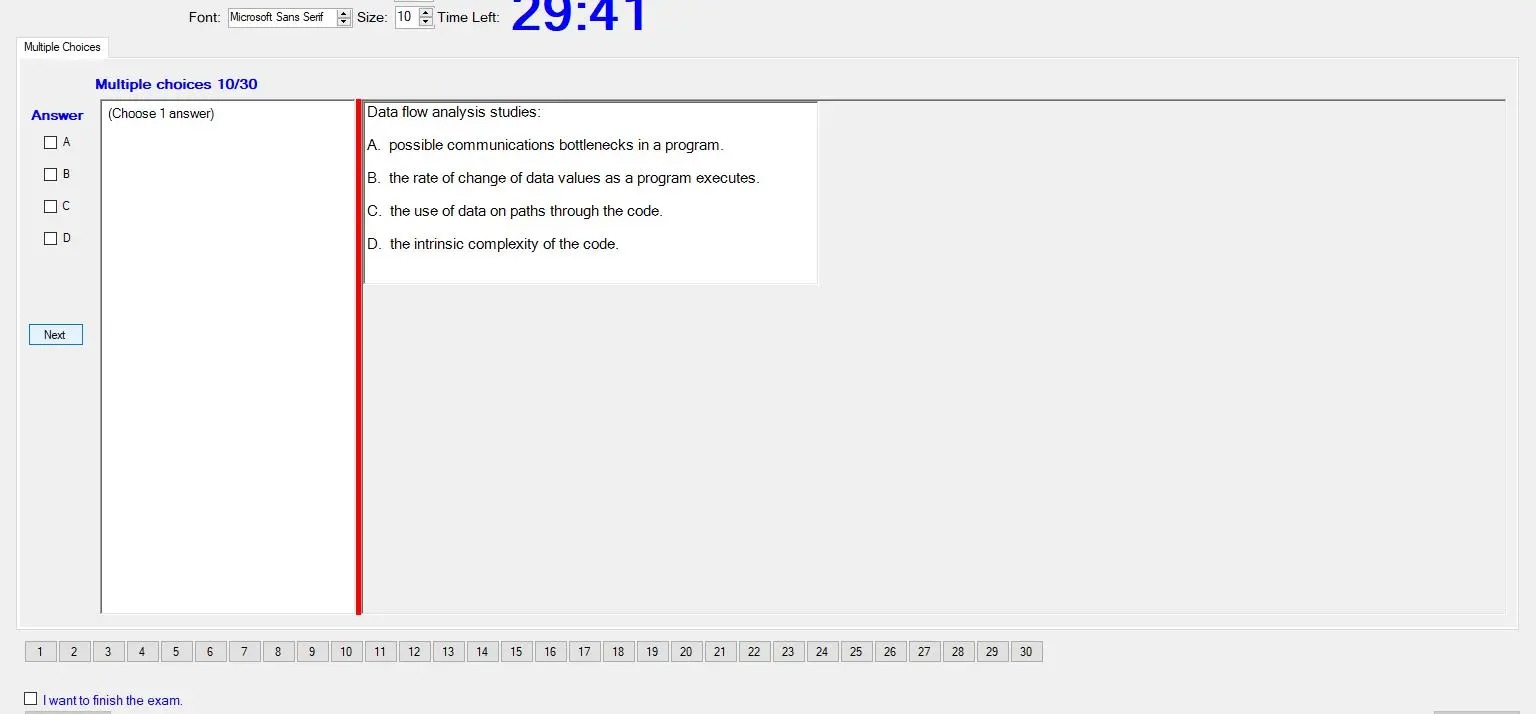 Font: Microsoft Sans Serif Size: 10 Time Left: 29:41
Multiple Choices
Multiple choices 10/30
Answer
A
B
C
D
Next
(Choose 1 answer)
Data flow analysis studies:
A. possible communications bottlenecks in a program.
B. the rate of change of data values as a program executes.
C. the use of data on paths through the code.
D. the intrinsic complexity of the code.
1 2 3 4 5 6 7 8 9 10 11 12 13 14 15 16 17 18 19 20 21 22 23 24 25 26 27 28 29 30
I want to finish the exam.